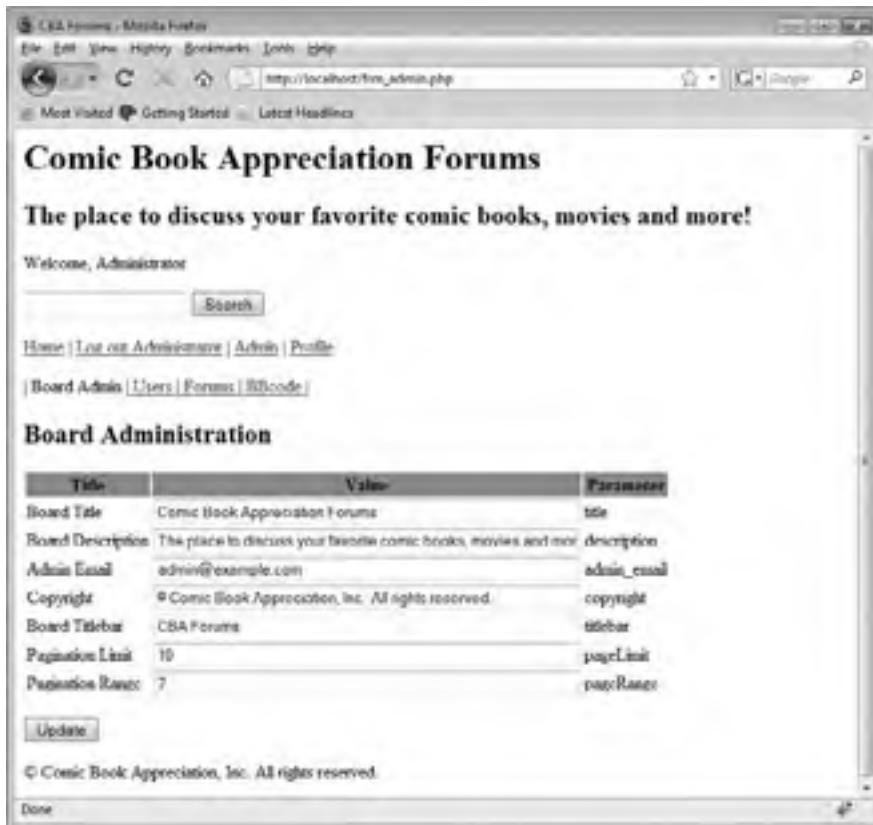 CBA Forums - Mozilla Firefox
File Edit View History Bookmarks Tools Help
http://localhost/frm_admin.php
Google
Most Visited Getting Started Latest Headlines
Comic Book Appreciation Forums
The place to discuss your favorite comic books, movies and more!
Welcome, Administrator
Search
Home | Log out Administrator | Admin | Profile
| Board Admin | Users | Forums | BBcode |
Board Administration
Title Value Parameter
Board Title Comic Book Appreciation Forums title
Board Description The place to discuss your favorite comic books, movies and mor description
Admin Email admin@example.com admin_email
Copyright © Comic Book Appreciation, Inc. All rights reserved. copyright
Board Titlebar CBA Forums titlebar
Pagination Limit 10 pageLimit
Pagination Range 7 pageRange
Update
© Comic Book Appreciation, Inc. All rights reserved.
Done